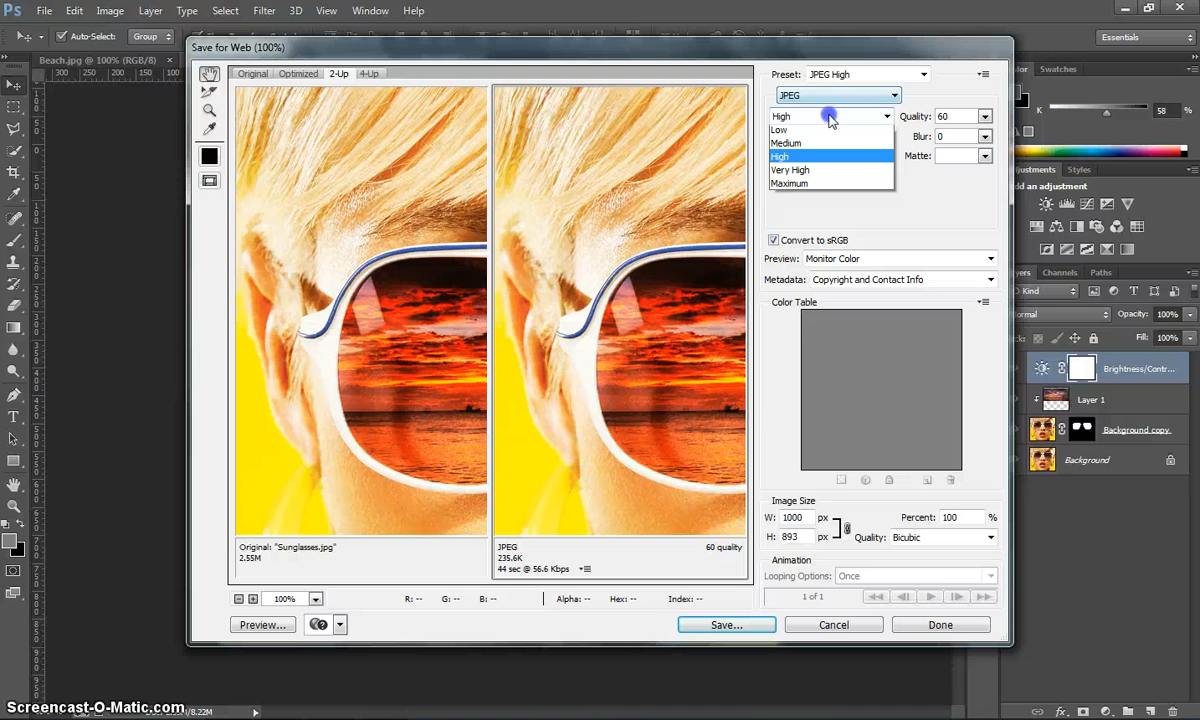 Ps File Edit Image Layer Type Select Filter 3D View Window Help
Auto-Select: Group
Essentials
Beach.jpg @ 100% (RGB/8) ×
300 250 200 150 100
Save for Web (100%)
Original Optimized 2-Up 4-Up
Preset: JPEG High
JPEG
High Quality: 60
Low
Medium
High
Very High
Maximum
Blur: 0
Matte:
Convert to sRGB
Preview: Monitor Color
Metadata: Copyright and Contact Info
Color Table
Image Size
W: 1000 px Percent: 100 %
H: 893 px Quality: Bicubic
Animation
Looping Options: Once
1 of 1
Original: "Sunglasses.jpg"
2.55M
JPEG 60 quality
235.6K
44 sec @ 56.6 Kbps
100% R: -- G: -- B: -- Alpha: -- Hex: -- Index: --
Preview... Save... Cancel Done
Color Swatches
K 58 %
Adjustments Styles
Add an adjustment
Layers Channels Paths
Kind
Normal Opacity: 100%
Fill: 100%
Brightness/Contr...
Layer 1
Background copy
Background
Screencast-O-Matic.com